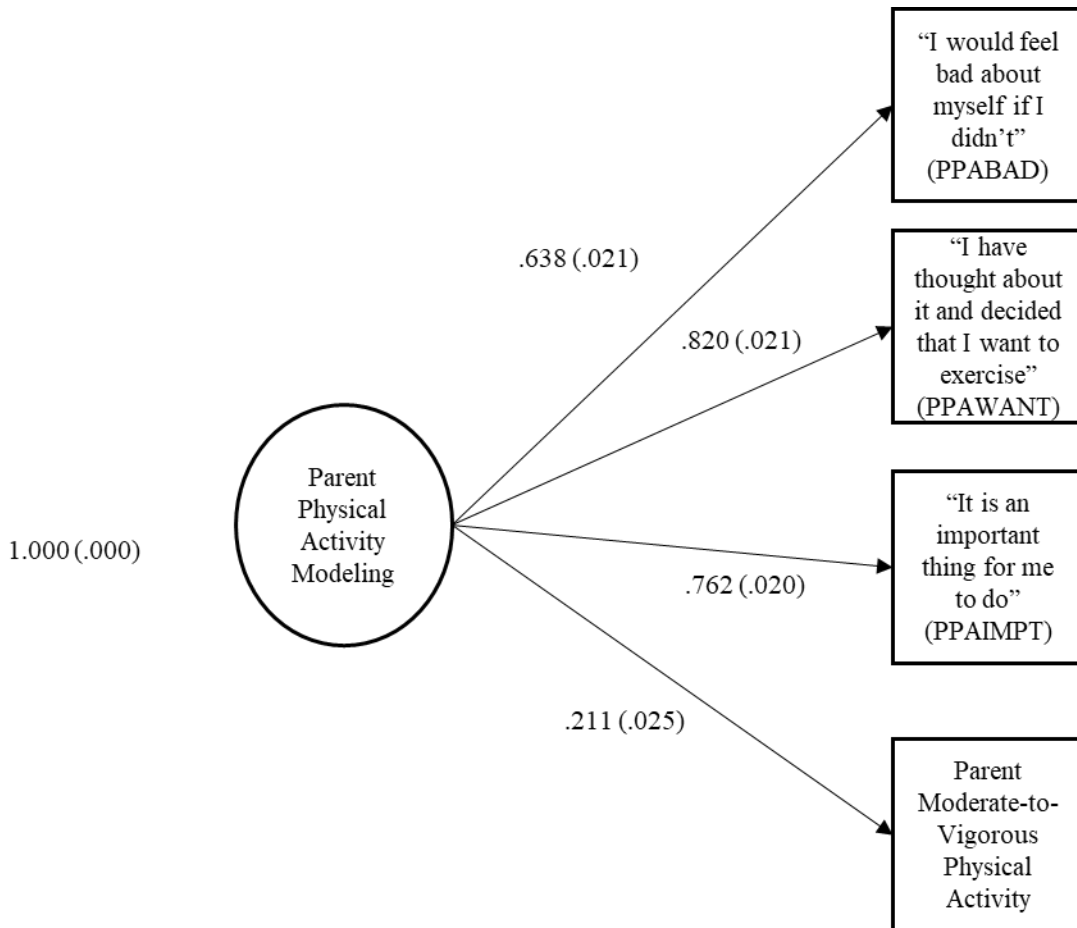 “I would feel
bad about
myself if I
didn’t”
(PPABAD)
.638 (.021)
“I have
thought about
it and decided
that I want to
exercise”
(PPAWANT)
.820 (.021)
Parent
Physical
Activity
Modeling
1.000 (.000)
“It is an
important
thing for me
to do”
(PPAIMPT)
.762 (.020)
.211 (.025)
Parent
Moderate-to-
Vigorous
Physical
Activity